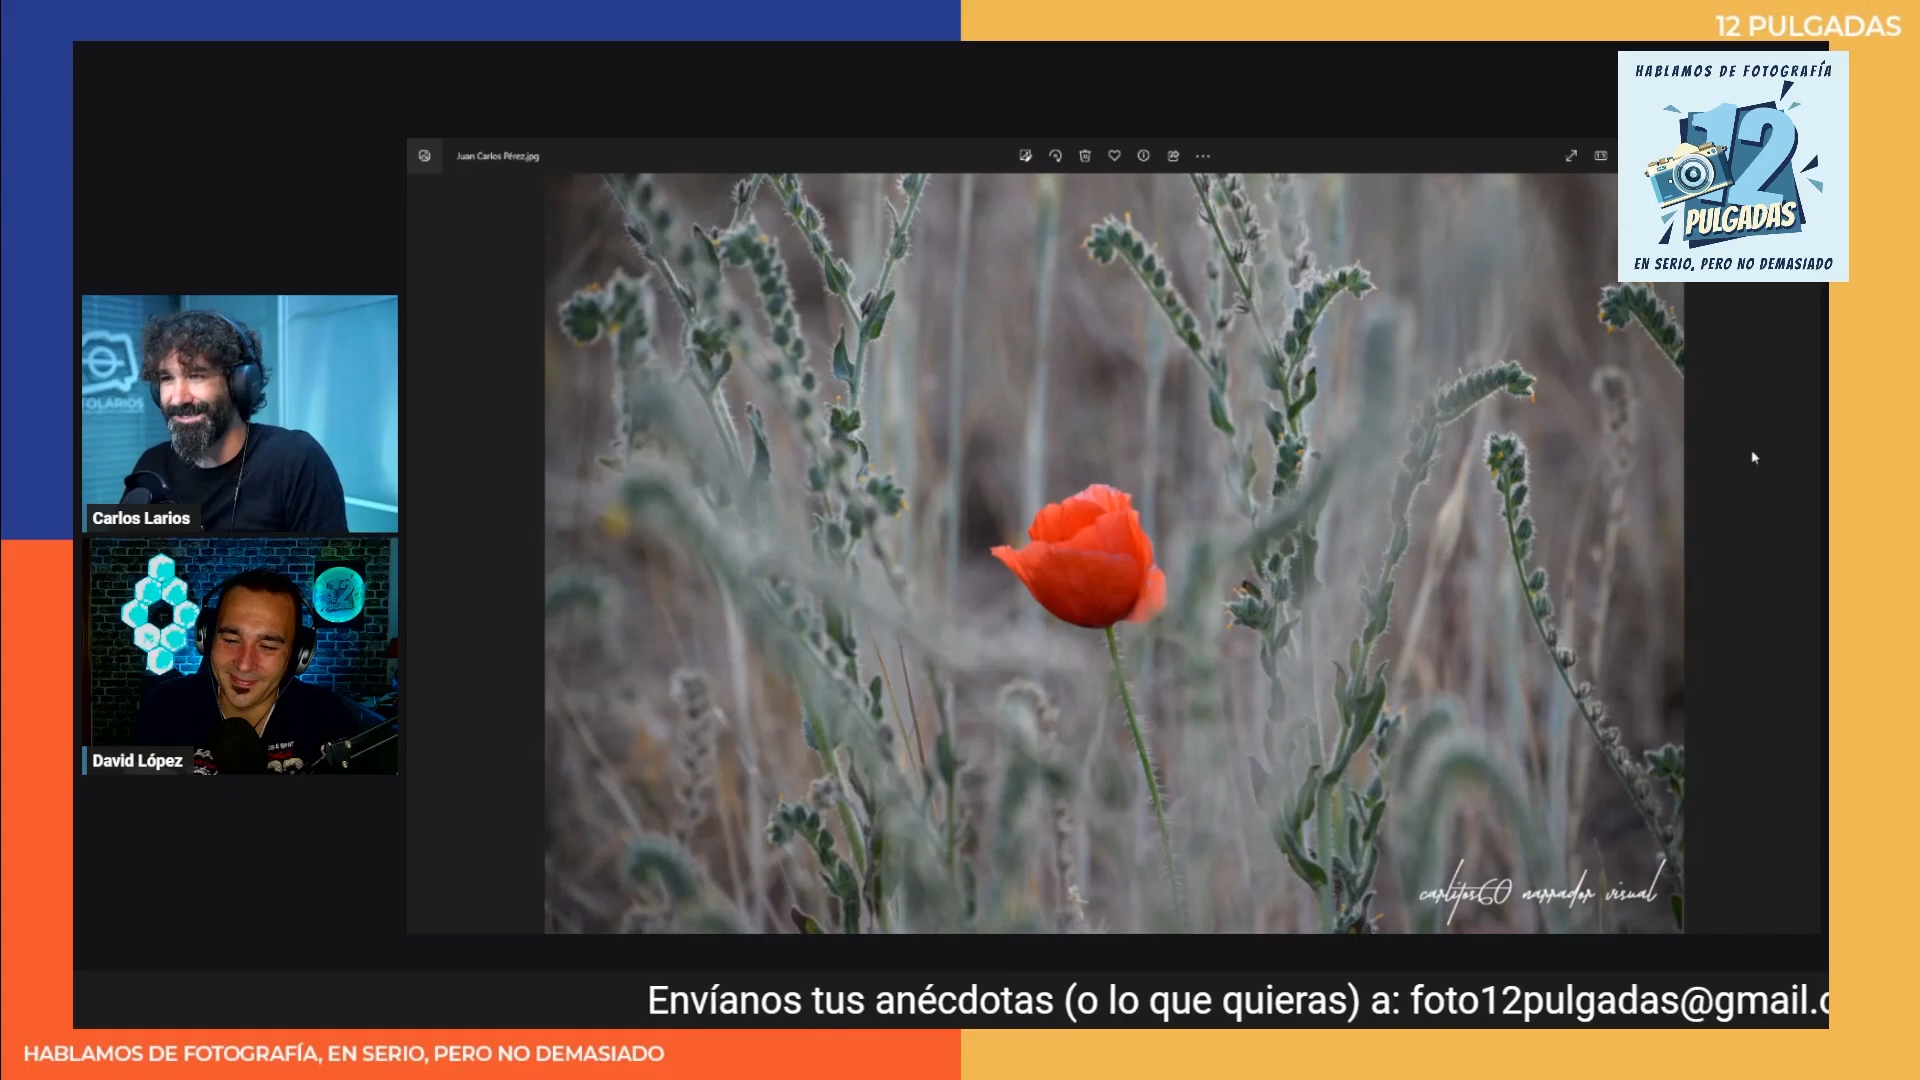 12 PULGADAS
HABLAMOS DE FOTOGRAFÍA
12
PULGADAS
EN SERIO, PERO NO DEMASIADO
Juan Carlos Pérez.jpg
TOLARIOS
Carlos Larios
12
David López
carlitos60 narrador visual
Envíanos tus anécdotas (o lo que quieras) a: foto12pulgadas@gmail.c
HABLAMOS DE FOTOGRAFÍA, EN SERIO, PERO NO DEMASIADO